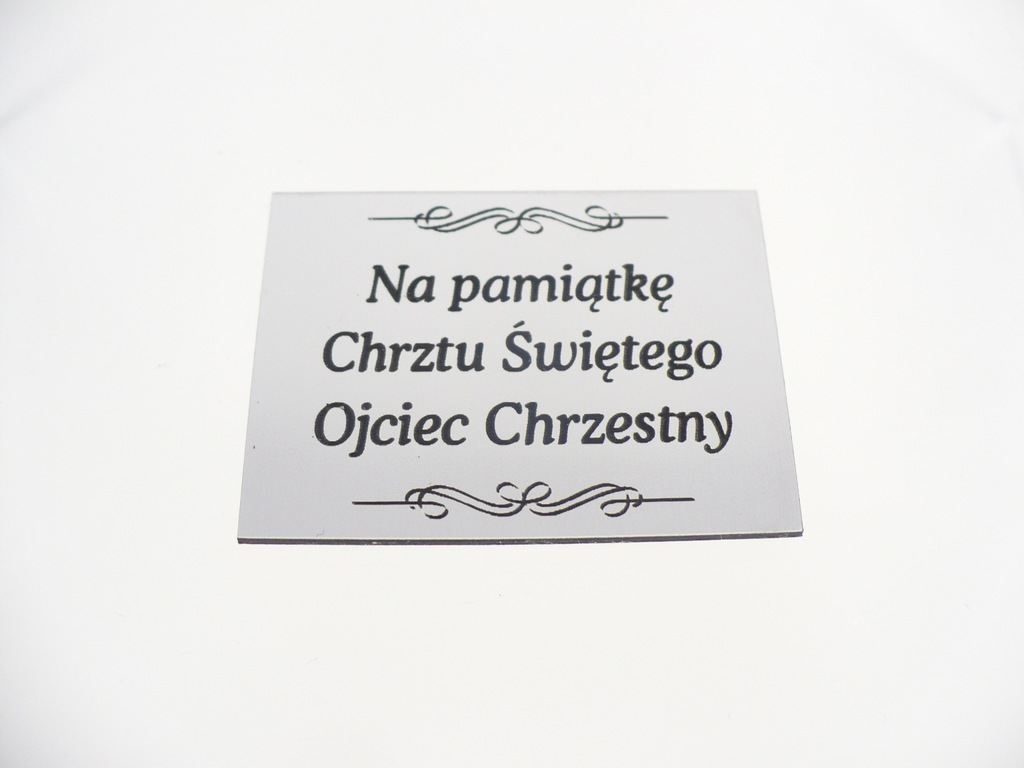 Na pamiątkę
Chrztu Świętego
Ojciec Chrzestny